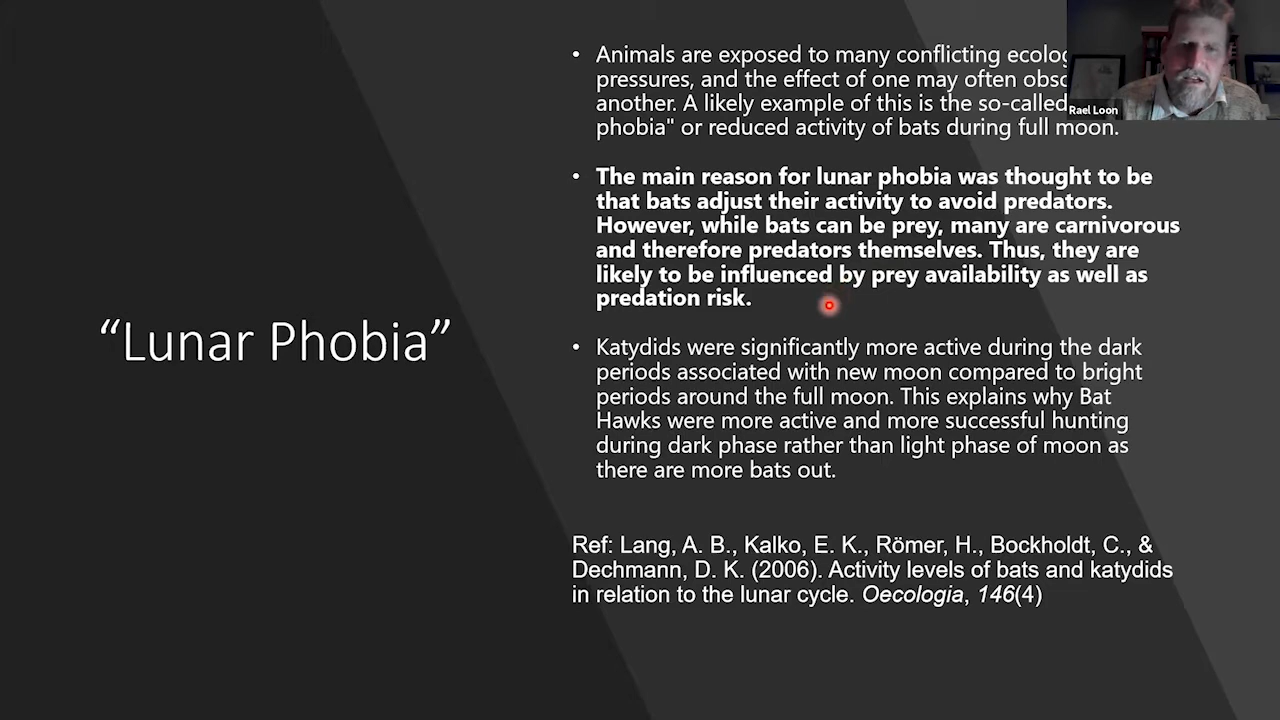 “Lunar Phobia”
• Animals are exposed to many conflicting
pressures, and the effect of one may often
another. A likely example of this is the so-called
phobia" or reduced activity of bats during full moon.
• The main reason for lunar phobia was thought to be
that bats adjust their activity to avoid predators.
However, while bats can be prey, many are carnivorous
and therefore predators themselves. Thus, they are
likely to be influenced by prey availability as well as
predation risk.
• Katydids were significantly more active during the dark
periods associated with new moon compared to bright
periods around the full moon. This explains why Bat
Hawks were more active and more successful hunting
during dark phase rather than light phase of moon as
there are more bats out.
Ref: Lang, A. B., Kalko, E. K., Römer, H., Bockholdt, C., &
Dechmann, D. K. (2006). Activity levels of bats and katydids
in relation to the lunar cycle. Oecologia, 146(4)
Rael Loon